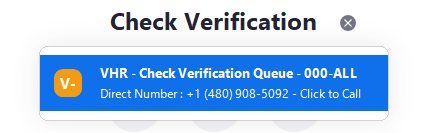 Check Verification
V-
VHR - Check Verification Queue - 000-ALL
Direct Number : +1 (480) 908-5092 - Click to Call